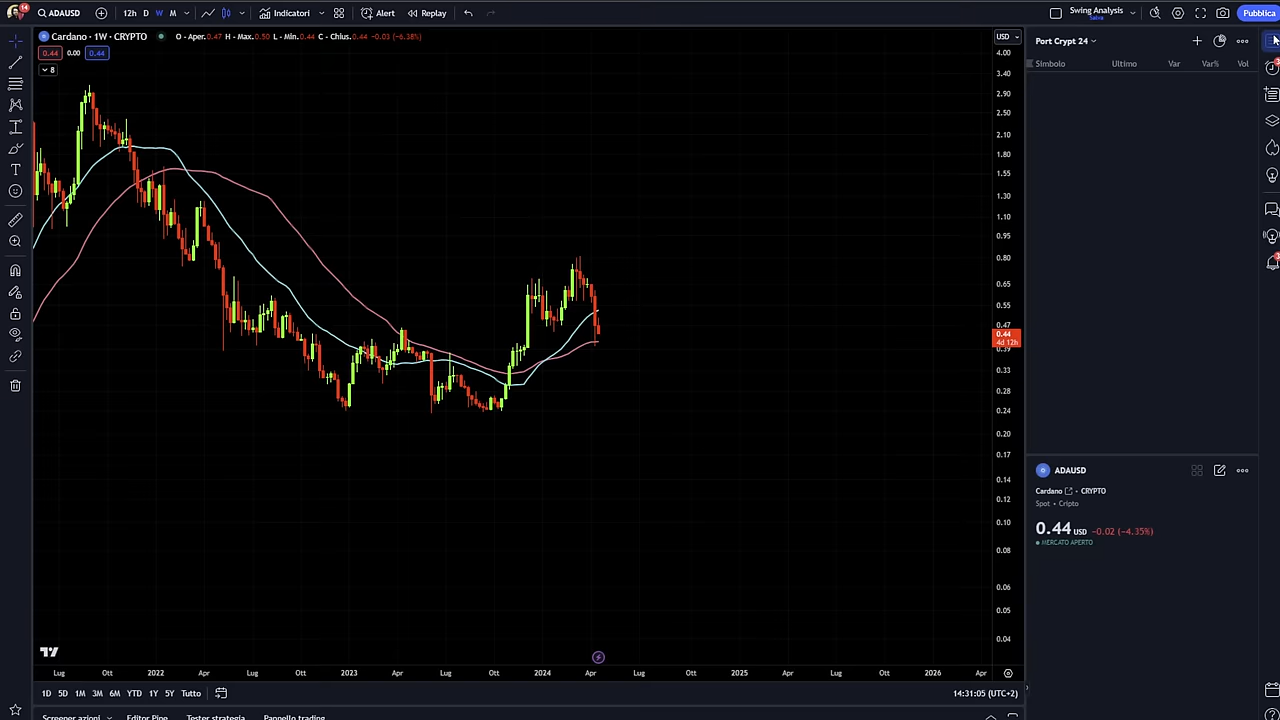 14 ADAUSD 12h D W M Indicatori Alert Replay Swing Analysis Salva Pubblica
Cardano · 1W · CRYPTO O - Aper. 0.47 H - Max. 0.50 L - Min. 0.44 C - Chius. 0.44 -0.03 (-6.38%)
0.44 0.00 0.44
8
USD
4.00
3.40
2.90
2.50
2.10
1.80
1.55
1.30
1.10
0.95
0.80
0.65
0.55
0.47
0.44
4d 12h
0.39
0.33
0.28
0.24
0.20
0.17
0.14
0.12
0.10
0.08
0.06
0.05
0.04
Lug Ott 2022 Apr Lug Ott 2023 Apr Lug Ott 2024 Apr Lug Ott 2025 Apr Lug Ott 2026 Apr
1D 5D 1M 3M 6M YTD 1Y 5Y Tutto 14:31:05 (UTC+2)
Screener azioni Editor Pine Tester strategia Pannello trading
Port Crypt 24
Simbolo Ultimo Var Var% Vol
ADAUSD
Cardano · CRYPTO
Spot · Cripto
0.44 USD -0.02 (-4.35%)
MERCATO APERTO